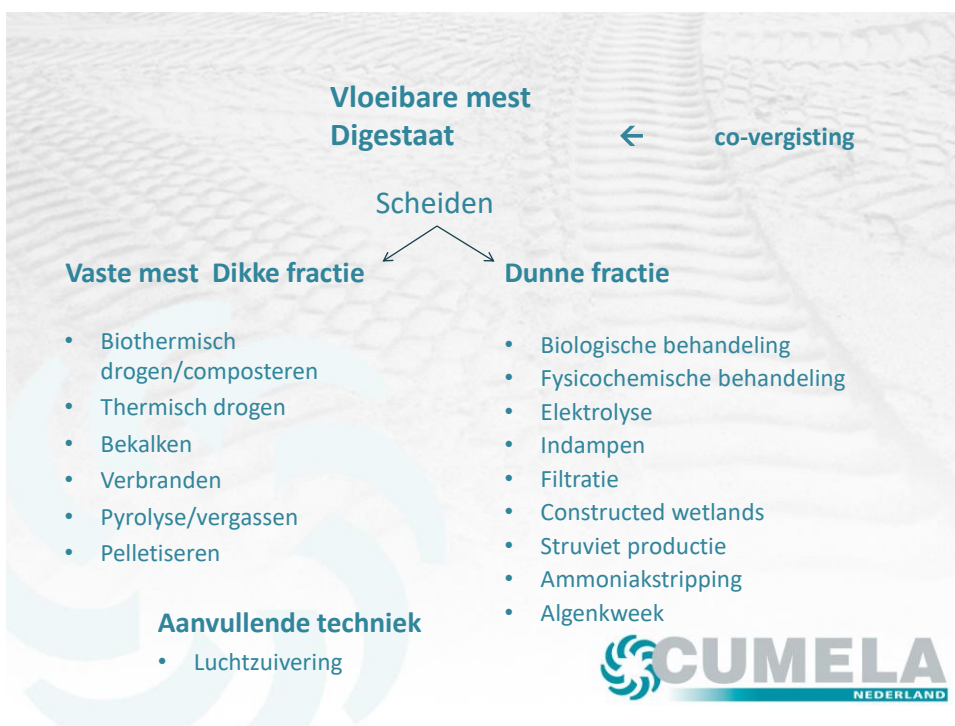 Vloeibare mest
Digestaat ← co-vergisting
Scheiden
Vaste mest Dikke fractie
• Biothermisch
drogen/composteren
• Thermisch drogen
• Bekalken
• Verbranden
• Pyrolyse/vergassen
• Pelletiseren
Dunne fractie
• Biologische behandeling
• Fysicochemische behandeling
• Elektrolyse
• Indampen
• Filtratie
• Constructed wetlands
• Struviet productie
• Ammoniakstripping
• Algenkweek
Aanvullende techniek
• Luchtzuivering
CUMELA
NEDERLAND